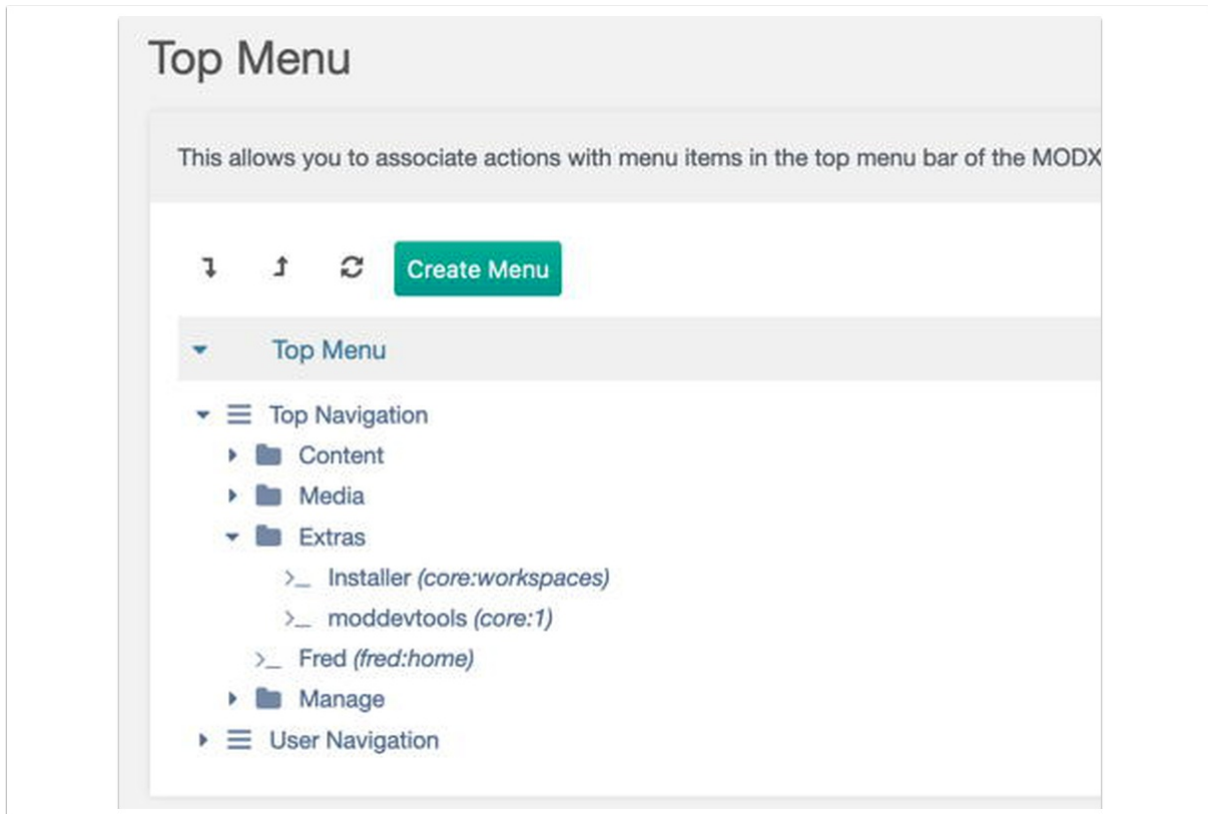 Top Menu
This allows you to associate actions with menu items in the top menu bar of the MODX
Create Menu
Top Menu
Top Navigation
Content
Media
Extras
>_ Installer (core:workspaces)
>_ moddevtools (core:1)
>_ Fred (fred:home)
Manage
User Navigation